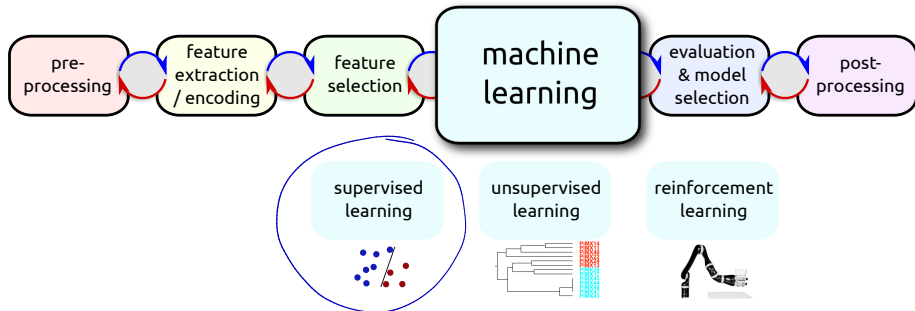 pre-
processing
feature
extraction
/ encoding
feature
selection
machine
learning
evaluation
& model
selection
post-
processing
supervised
learning
unsupervised
learning
reinforcement
learning